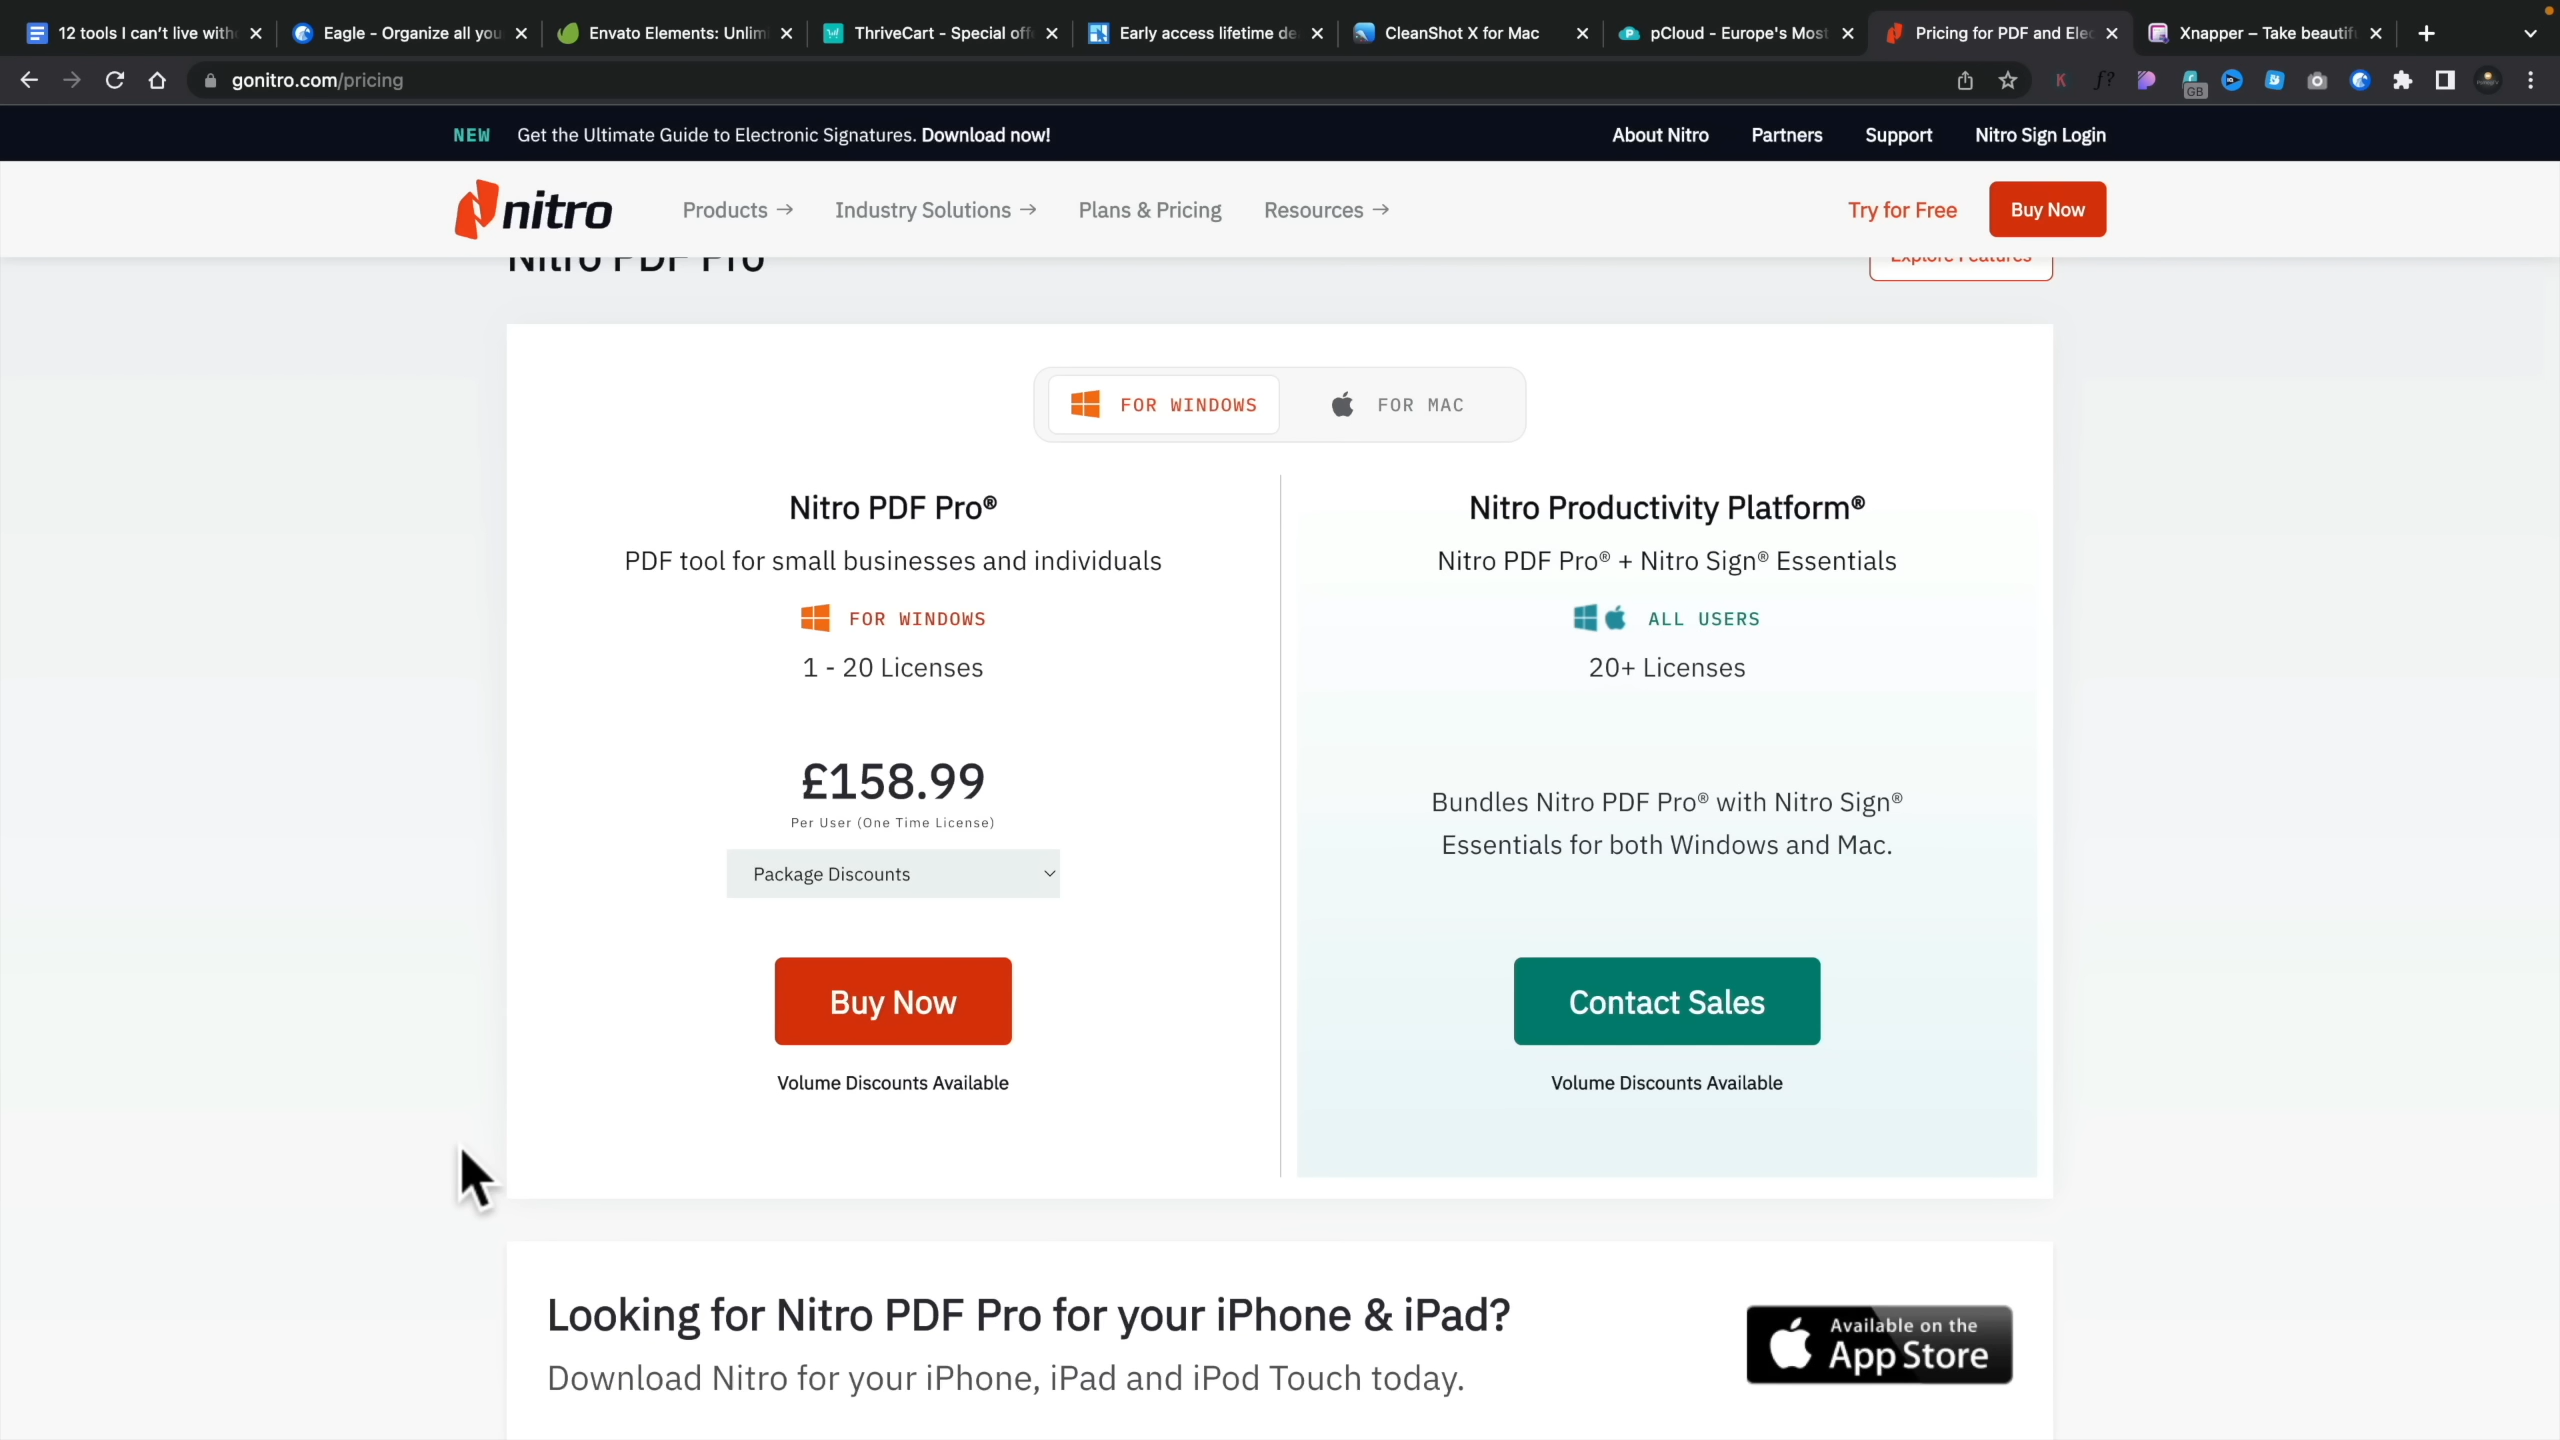 12 tools I can't live with
Eagle - Organize all you
Envato Elements: Unlim
ThriveCart - Special off
Early access lifetime de
CleanShot X for Mac
pCloud - Europe's Most
Pricing for PDF and Elec
Xnapper – Take beautif
gonitro.com/pricing
GB
NEW Get the Ultimate Guide to Electronic Signatures. Download now!
About Nitro Partners Support Nitro Sign Login
nitro
Products → Industry Solutions → Plans & Pricing Resources →
Try for Free Buy Now
Nitro PDF Pro
Explore Features
FOR WINDOWS FOR MAC
Nitro PDF Pro®
PDF tool for small businesses and individuals
FOR WINDOWS
1 - 20 Licenses
£158.99
Per User (One Time License)
Package Discounts
Buy Now
Volume Discounts Available
Nitro Productivity Platform®
Nitro PDF Pro® + Nitro Sign® Essentials
ALL USERS
20+ Licenses
Bundles Nitro PDF Pro® with Nitro Sign®
Essentials for both Windows and Mac.
Contact Sales
Volume Discounts Available
Looking for Nitro PDF Pro for your iPhone & iPad?
Download Nitro for your iPhone, iPad and iPod Touch today.
Available on the
App Store